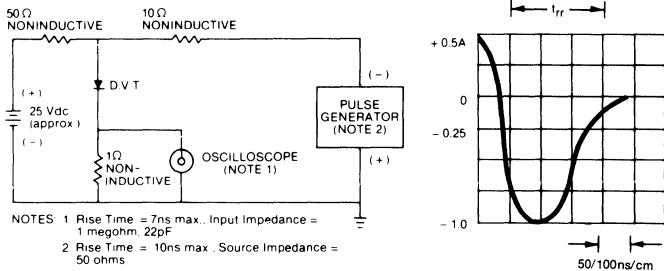 50 Ω
NONINDUCTIVE
10 Ω
NONINDUCTIVE
( + )
25 Vdc
(approx )
( − )
D.V T
1Ω
NON-
INDUCTIVE
OSCILLOSCOPE
(NOTE 1)
( − )
PULSE
GENERATOR
(NOTE 2)
( + )
NOTES: 1 Rise Time = 7ns max.. Input Impedance =
1 megohm, 22pF
2 Rise Time = 10ns max . Source Impedance =
50 ohms
trr
+ 0.5A
0
- 0.25
- 1.0
50/100ns/cm